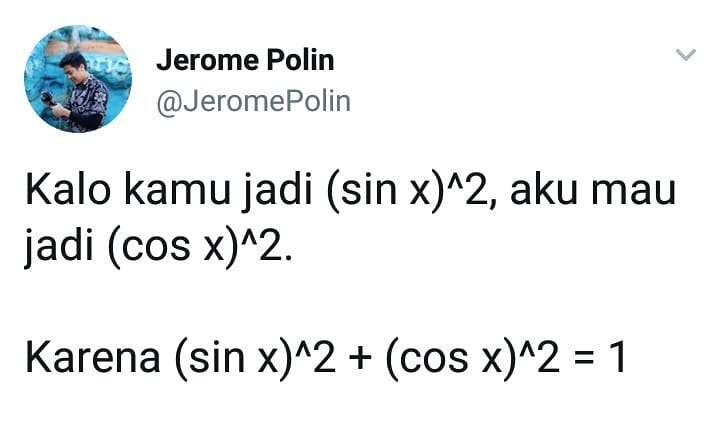 Jerome Polin
@JeromePolin
Kalo kamu jadi (sin x)^2, aku mau
jadi (cos x)^2.
Karena (sin x)^2 + (cos x)^2 = 1